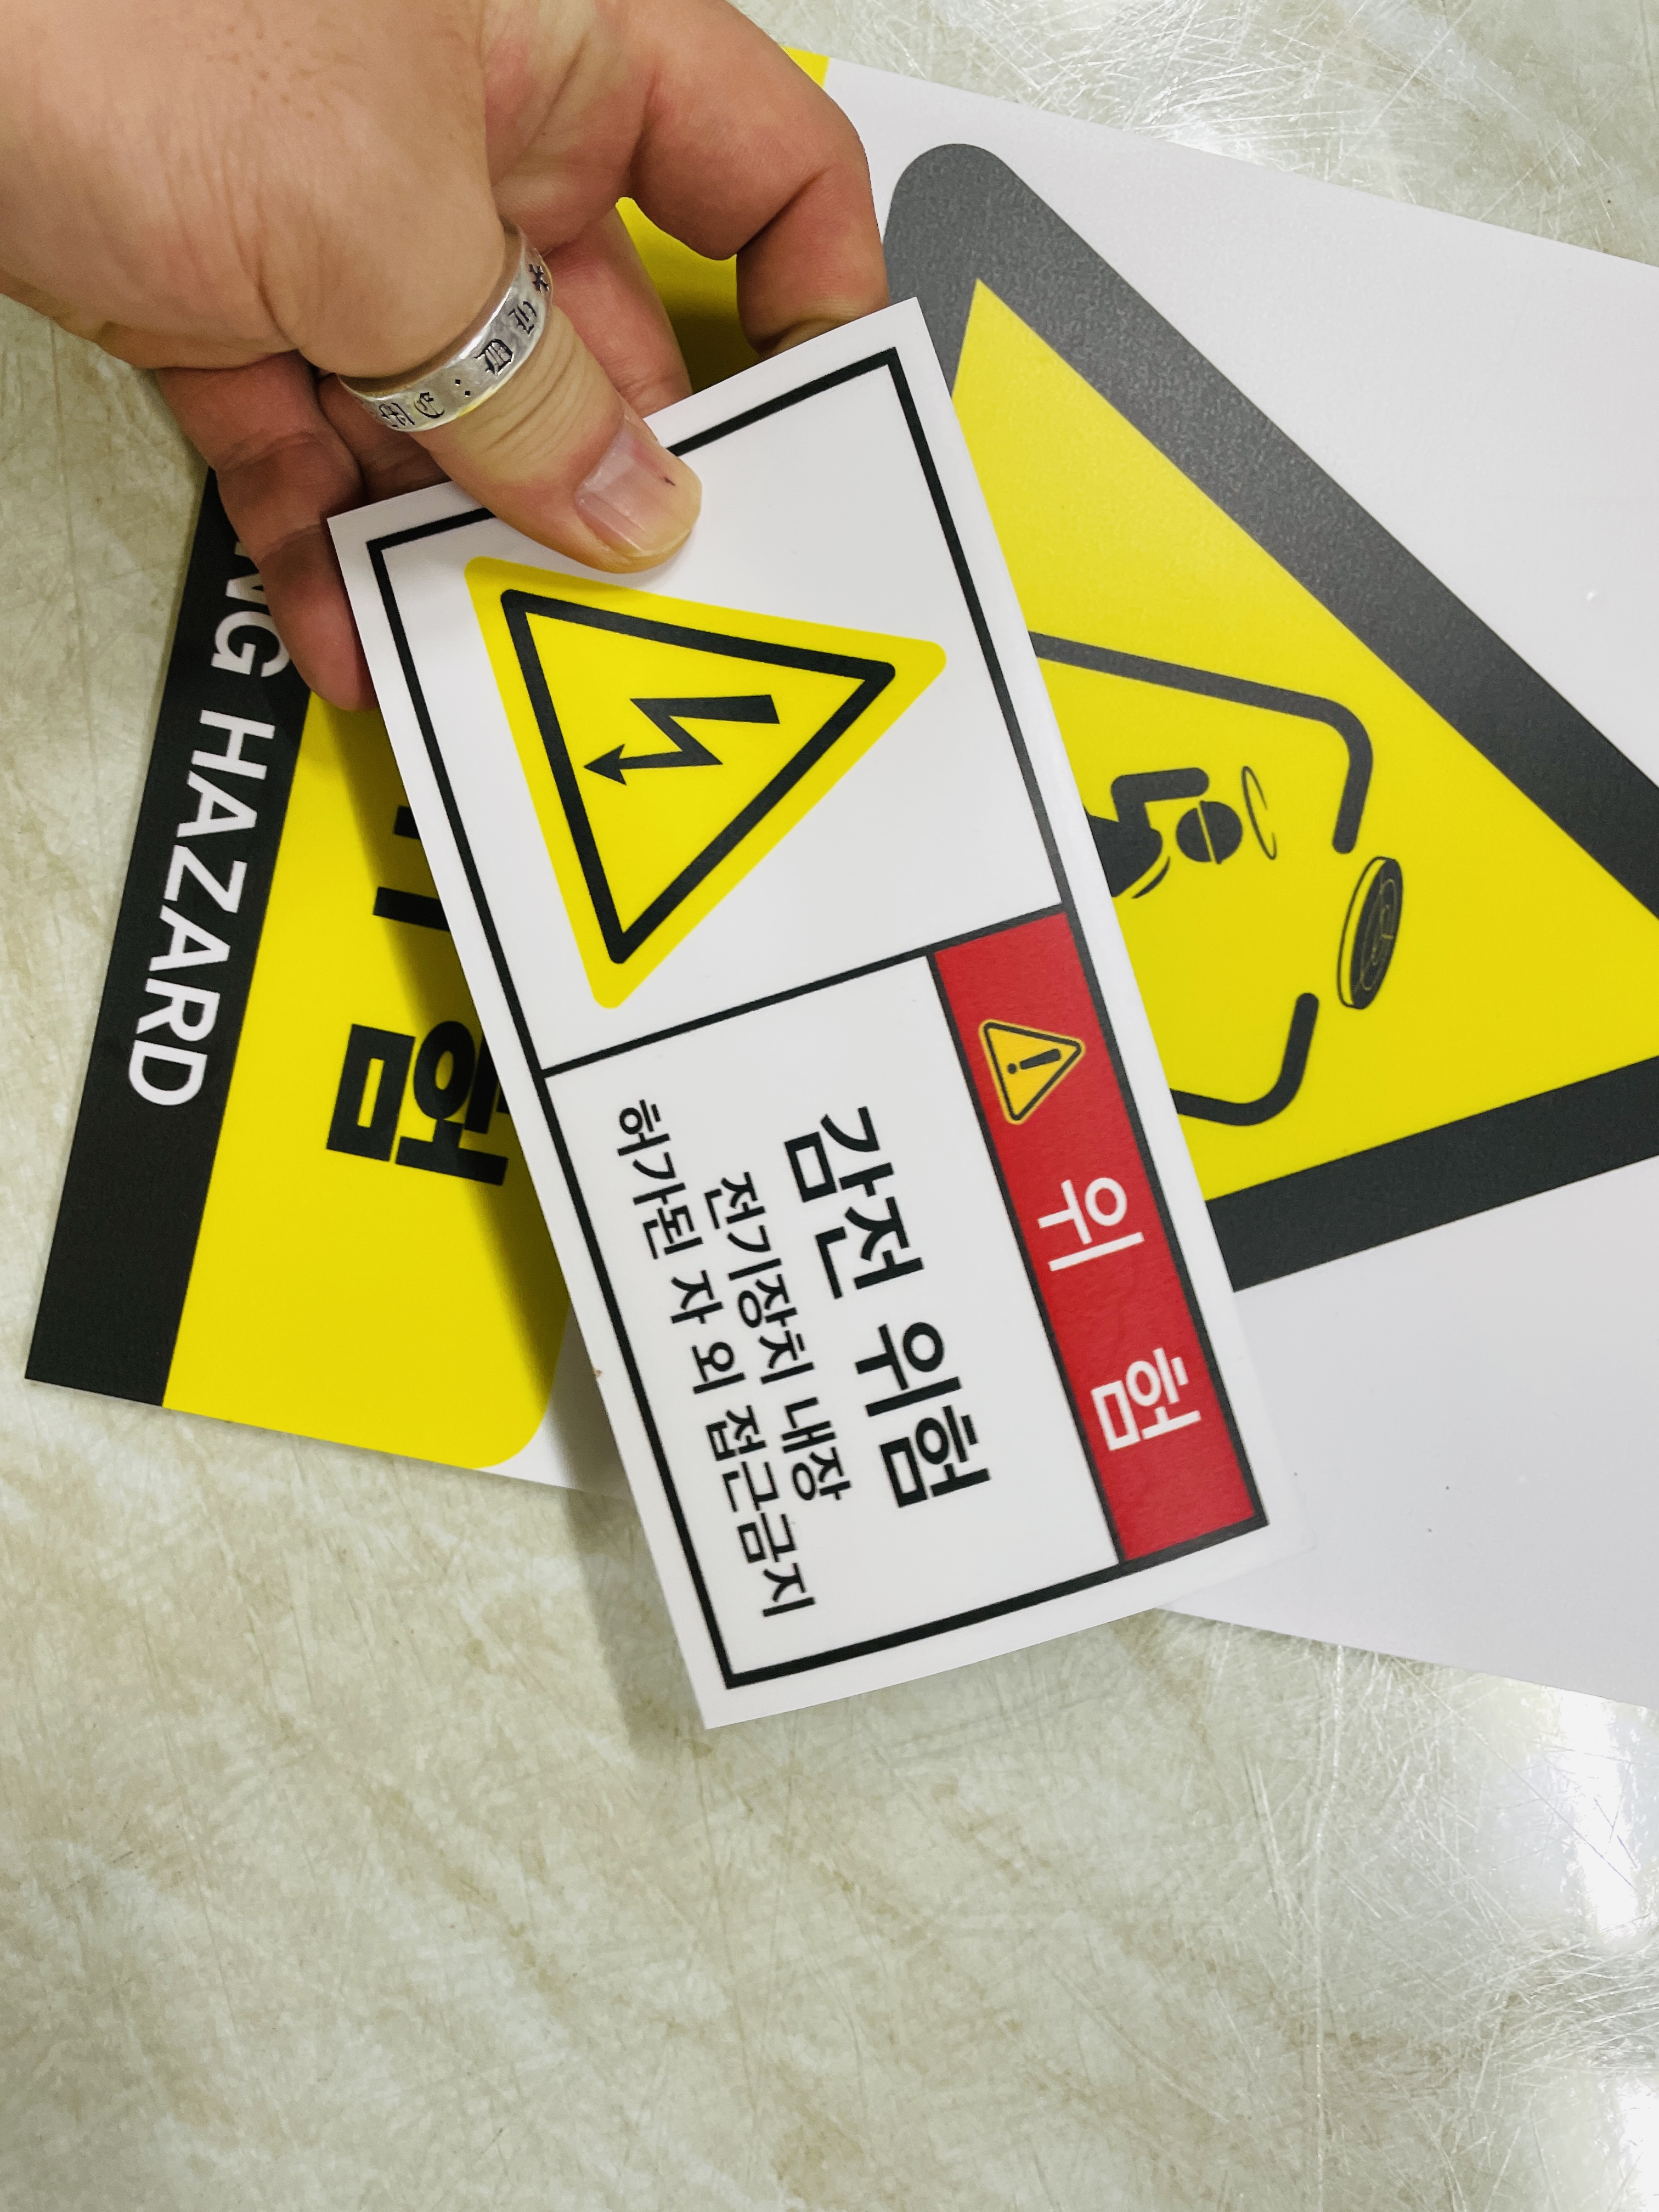 위 험
감전 위험
전기장치 내장
허가된 자 외 접근금지
험
HAZARD